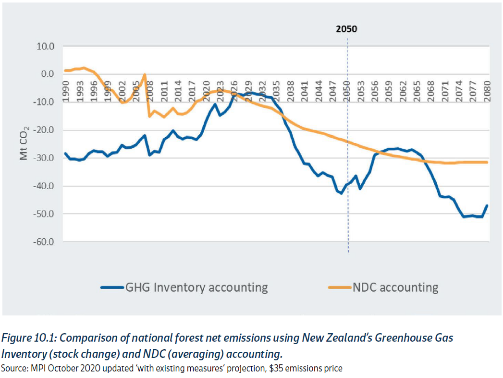 2050
10.0
0.0
-10.0
-20.0
-30.0
-40.0
-50.0
-60.0
Mt CO2
1990 1993 1996 1999 2002 2005 2008 2011 2014 2017 2020 2023 2026 2029 2032 2035 2038 2041 2044 2047 2050 2053 2056 2059 2062 2065 2068 2071 2074 2077 2080
GHG Inventory accounting NDC accounting
Figure 10.1: Comparison of national forest net emissions using New Zealand's Greenhouse Gas
Inventory (stock change) and NDC (averaging) accounting.
Source: MPI October 2020 updated 'with existing measures' projection, $35 emissions price